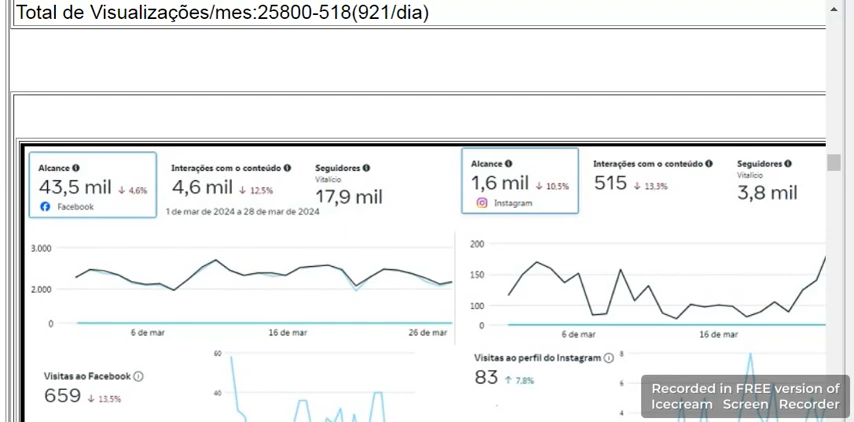 Total de Visualizações/mes:25800-518(921/dia)
Alcance
43,5 mil ↓ 4,6%
Facebook
Interações com o conteúdo
4,6 mil ↓ 12,5%
1 de mar de 2024 a 28 de mar de 2024
Seguidores
Vitalício
17,9 mil
Alcance
1,6 mil ↓ 10,5%
Instagram
Interações com o conteúdo
515 ↓ 13,3%
Seguidores
Vitalício
3,8 mil
3.000
2.000
0
6 de mar 16 de mar 26 de mar
200
150
100
0
6 de mar 16 de mar
Visitas ao Facebook
659 ↓ 13,5%
60
40
Visitas ao perfil do Instagram
83 ↑ 7,8%
8
6
4
Recorded in FREE version of
Icecream Screen Recorder